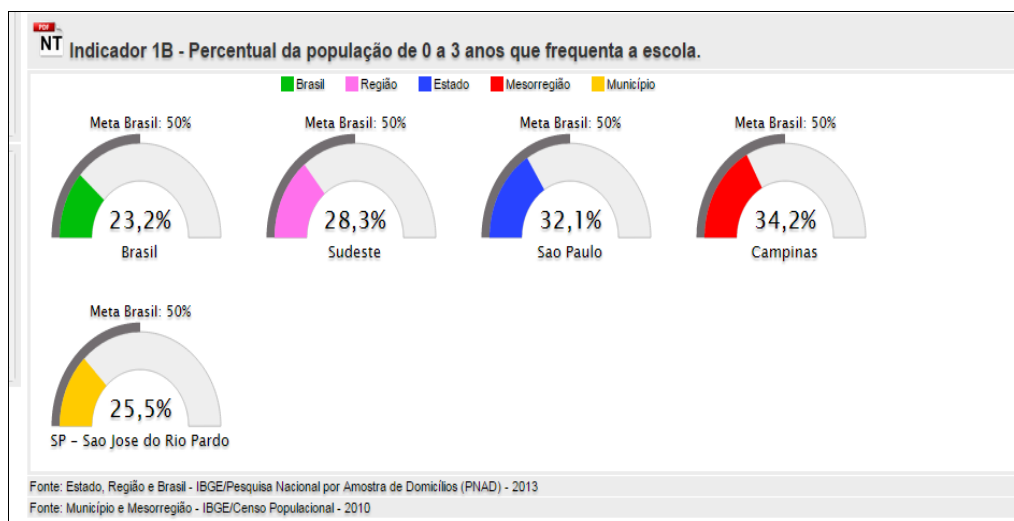 PDF
NT
Indicador 1B - Percentual da população de 0 a 3 anos que frequenta a escola.
Brasil Região Estado Mesorregião Município
Meta Brasil: 50% Meta Brasil: 50% Meta Brasil: 50% Meta Brasil: 50%
23,2% 28,3% 32,1% 34,2%
Brasil Sudeste Sao Paulo Campinas
Meta Brasil: 50%
25,5%
SP – Sao Jose do Rio Pardo
Fonte: Estado, Região e Brasil - IBGE/Pesquisa Nacional por Amostra de Domicílios (PNAD) - 2013
Fonte: Município e Mesorregião - IBGE/Censo Populacional - 2010